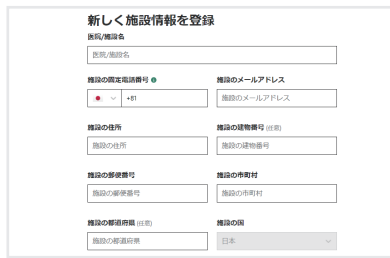 新しく施設情報を登録
医院/施設名
医院/施設名
施設の固定電話番号
施設のメールアドレス
+81
施設のメールアドレス
施設の住所
施設の建物番号 (任意)
施設の住所
施設の建物番号
施設の郵便番号
施設の市町村
施設の郵便番号
施設の市町村
施設の都道府県 (任意)
施設の国
施設の都道府県
日本